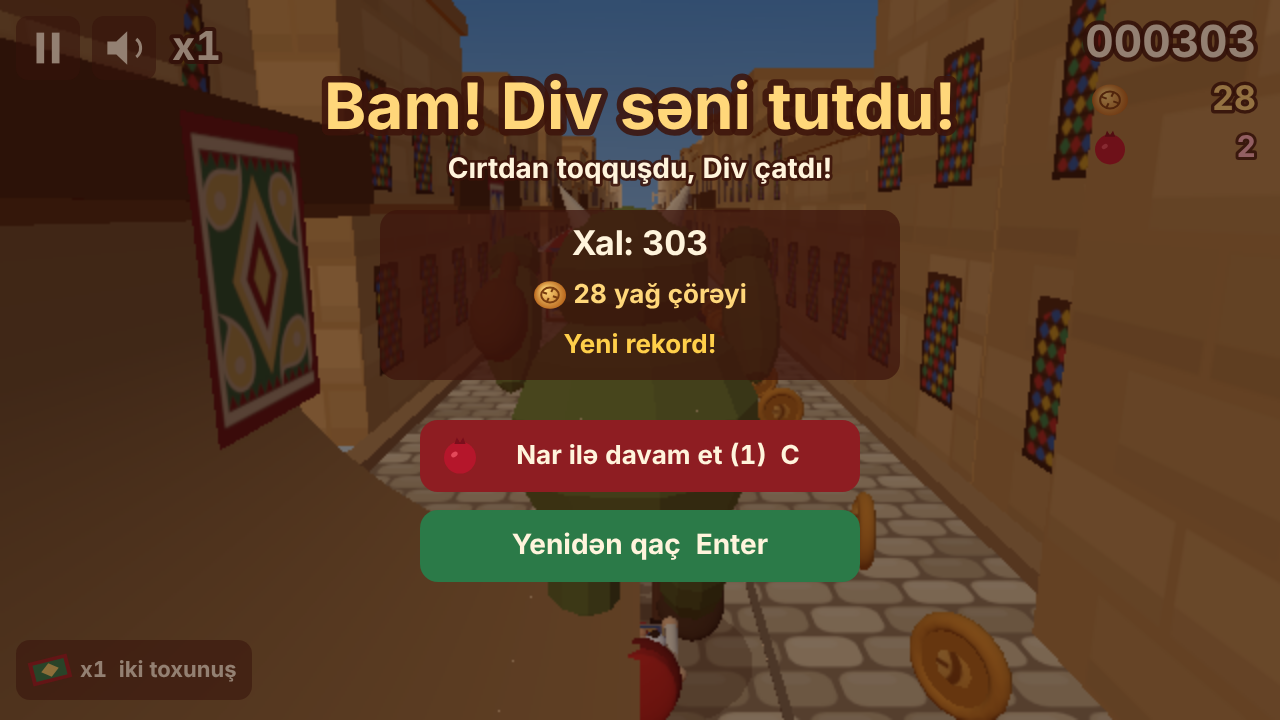 x1
000303
28
2
Bam! Div səni tutdu!
Cırtdan toqquşdu, Div çatdı!
Xal: 303
28 yağ çörəyi
Yeni rekord!
Nar ilə davam et (1) C
Yenidən qaç Enter
x1 iki toxunuş